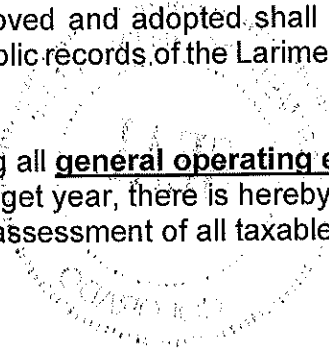 oved and adopted shall
blic records of the Larime
g all general operating e
get year, there is hereby
assessment of all taxable